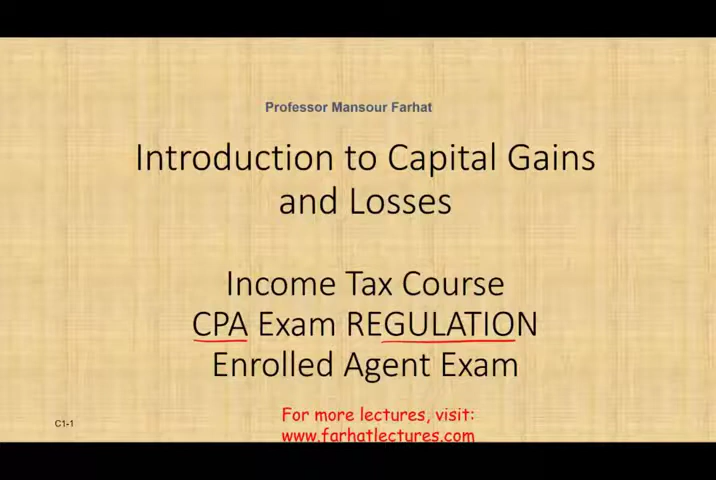 Professor Mansour Farhat
Introduction to Capital Gains
and Losses
Income Tax Course
CPA Exam REGULATION
Enrolled Agent Exam
For more lectures, visit:
www.farhatlectures.com
C1-1